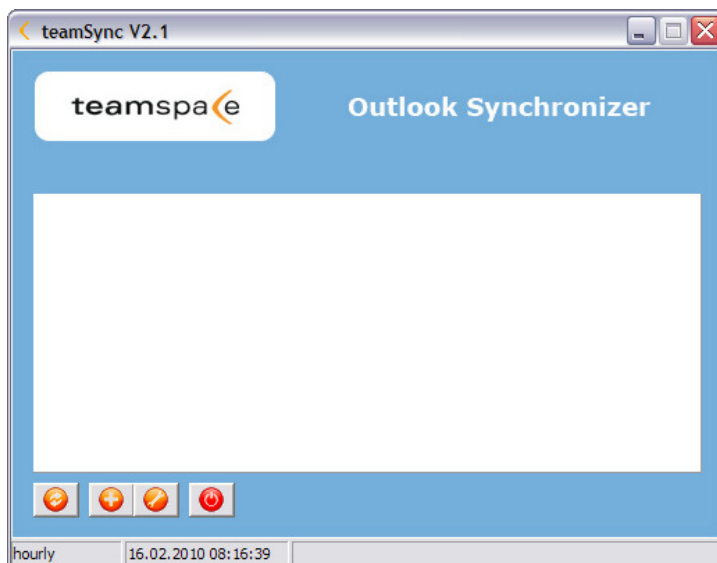 teamSync V2.1
teamspace
Outlook Synchronizer
hourly
16.02.2010 08:16:39